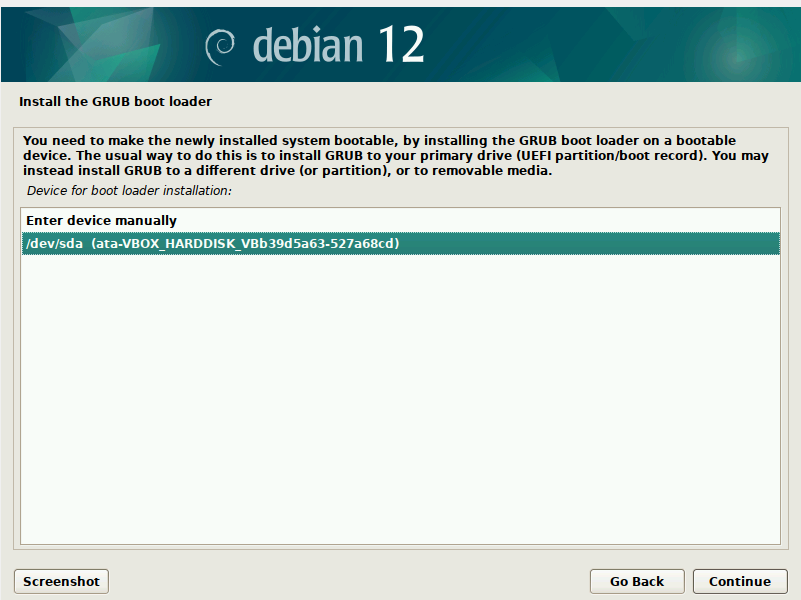 debian 12
Install the GRUB boot loader
You need to make the newly installed system bootable, by installing the GRUB boot loader on a bootable
device. The usual way to do this is to install GRUB to your primary drive (UEFI partition/boot record). You may
instead install GRUB to a different drive (or partition), or to removable media.
Device for boot loader installation:
Enter device manually
/dev/sda  (ata-VBOX_HARDDISK_VBb39d5a63-527a68cd)
Screenshot
Go Back
Continue